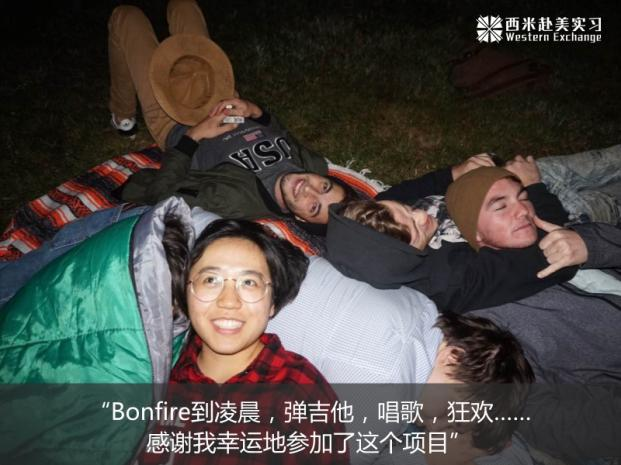 西米赴美实习
Western Exchange
USA
“Bonfire到凌晨，弹吉他，唱歌，狂欢……
感谢我幸运地参加了这个项目”